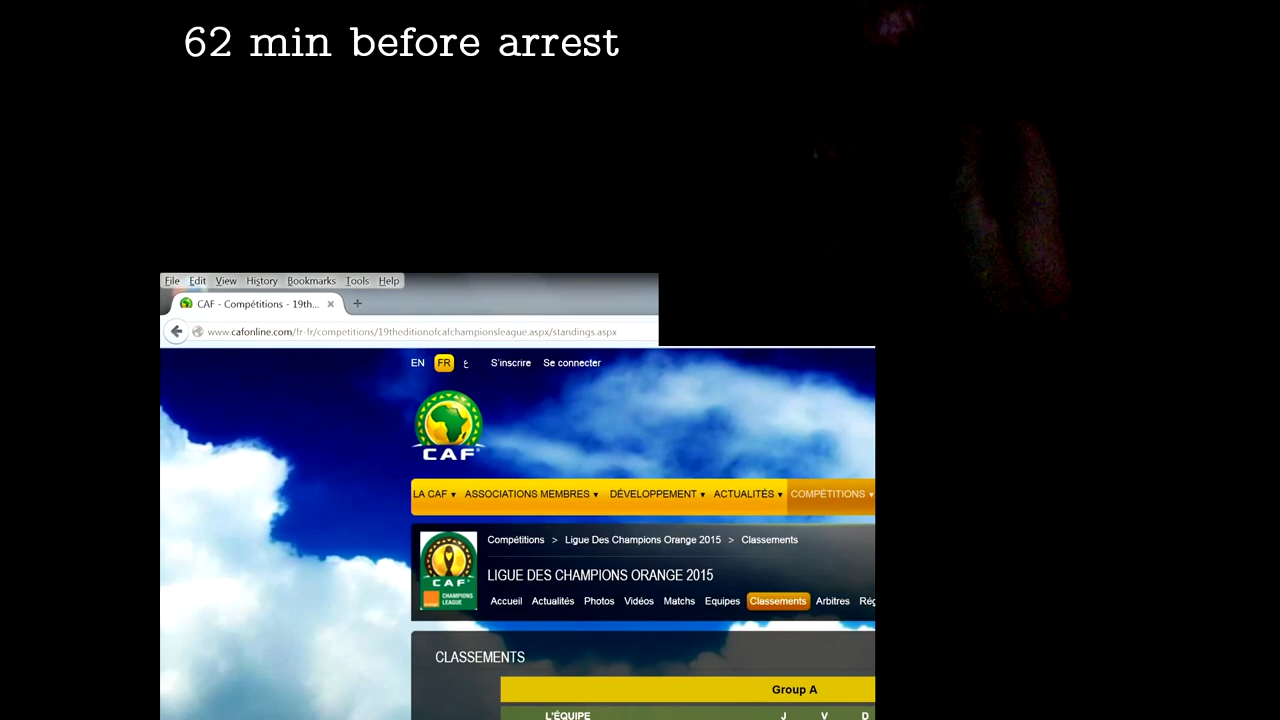 62 min before arrest
File Edit View History Bookmarks Tools Help
CAF - Compétitions - 19th...
www.cafonline.com/fr-fr/competitions/19theditionofcafchampionsleague.aspx/standings.aspx
EN FR ع S'inscrire Se connecter
CAF
LA CAF ASSOCIATIONS MEMBRES DÉVELOPPEMENT ACTUALITÉS COMPÉTITIONS
Compétitions > Ligue Des Champions Orange 2015 > Classements
CAF
CHAMPIONS
LEAGUE
LIGUE DES CHAMPIONS ORANGE 2015
Accueil Actualités Photos Vidéos Matchs Equipes Classements Arbitres Rég
CLASSEMENTS
Group A
L'ÉQUIPE J V D